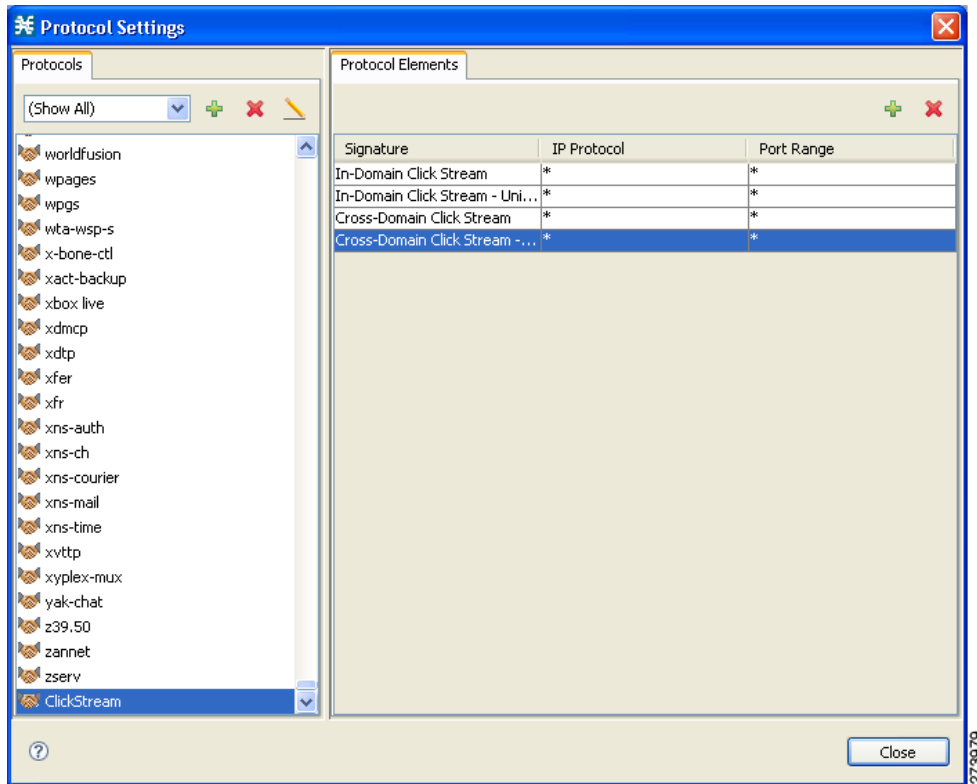 Protocol Settings
Protocols
(Show All)
worldfusion
wpages
wpgs
wta-wsp-s
x-bone-ctl
xact-backup
xbox live
xdmcp
xdtp
xfer
xfr
xns-auth
xns-ch
xns-courier
xns-mail
xns-time
xvttp
xyplex-mux
yak-chat
z39.50
zannet
zserv
ClickStream
Protocol Elements
Signature IP Protocol Port Range
In-Domain Click Stream * *
In-Domain Click Stream - Uni... * *
Cross-Domain Click Stream * *
Cross-Domain Click Stream -... * *
?
Close
273979